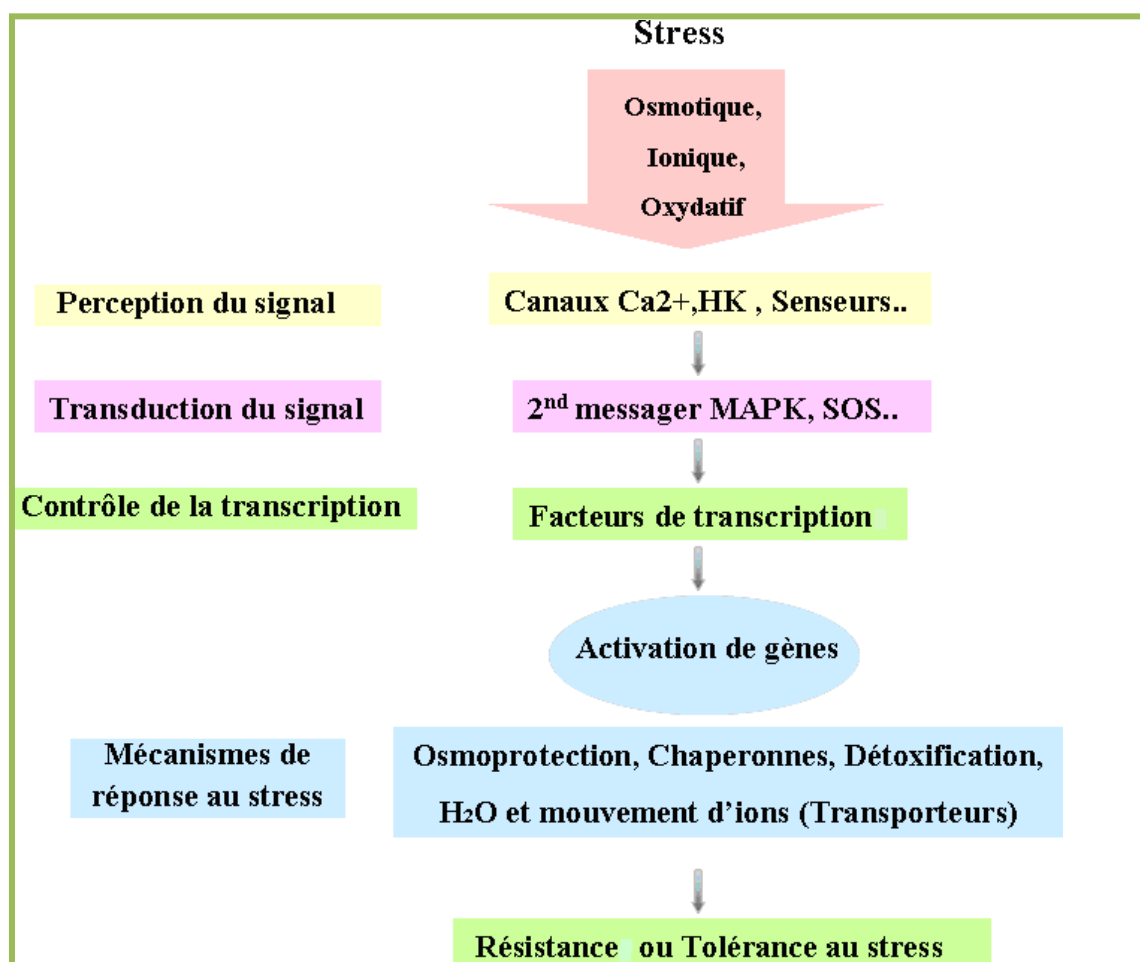 Stress
Osmotique,
Ionique,
Oxydatif
Perception du signal
Canaux Ca2+,HK , Senseurs..
Transduction du signal
2nd messager MAPK, SOS..
Contrôle de la transcription
Facteurs de transcription
Activation de gènes
Mécanismes de
réponse au stress
Osmoprotection, Chaperonnes, Détoxification,
H₂O et mouvement d’ions (Transporteurs)
Résistance ou Tolérance au stress